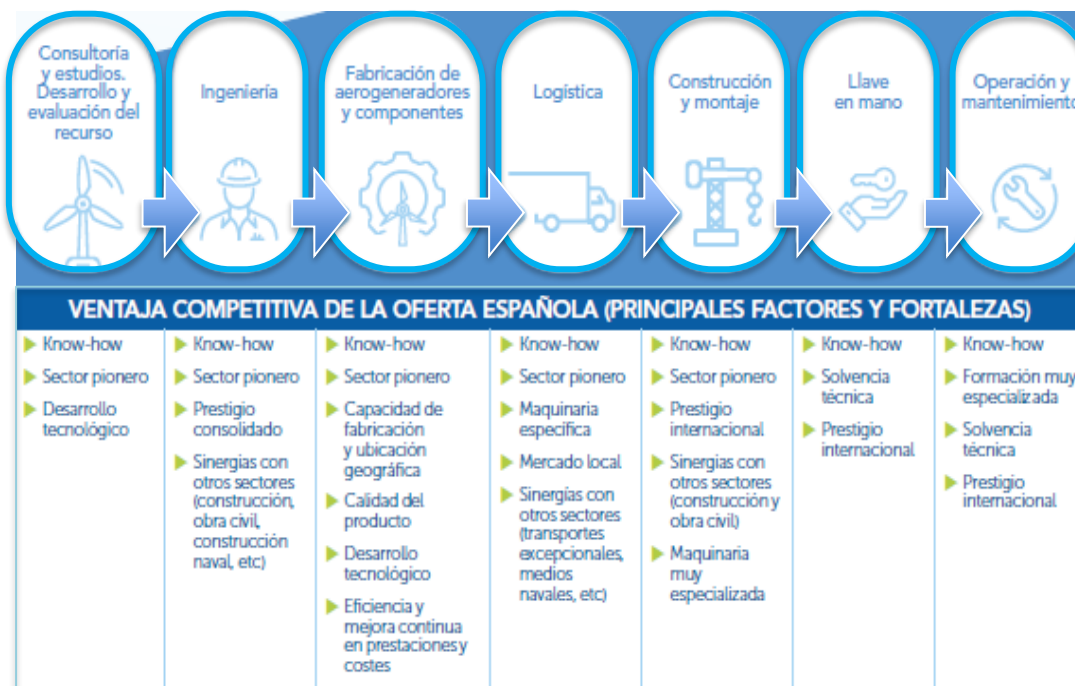 Consultoría
y estudios.
Desarrollo y
evaluación del
recurso
Ingeniería
Fabricación de
aerogeneradores
y componentes
Logística
Construcción
y montaje
Llave
en mano
Operación y
mantenimiento
VENTAJA COMPETITIVA DE LA OFERTA ESPAÑOLA (PRINCIPALES FACTORES Y FORTALEZAS)
Know-how
Sector pionero
Desarrollo
tecnológico
Know-how
Sector pionero
Prestigio
consolidado
Sinergias con
otros sectores
(construcción,
obra civil,
construcción
naval, etc)
Know-how
Sector pionero
Capacidad de
fabricación
y ubicación
geográfica
Calidad del
producto
Desarrollo
tecnológico
Eficiencia y
mejora continua
en prestaciones y
costes
Know-how
Sector pionero
Maquinaria
específica
Mercado local
Sinergías con
otros sectores
(transportes
excepcionales,
medios
navales, etc)
Know-how
Sector pionero
Prestigio
internacional
Sinergias con
otros sectores
(construcción y
obra civil)
Maquinaria
muy
especializada
Know-how
Solvencia
técnica
Prestigio
internacional
Know-how
Formación muy
especializada
Solvencia
técnica
Prestigio
internacional